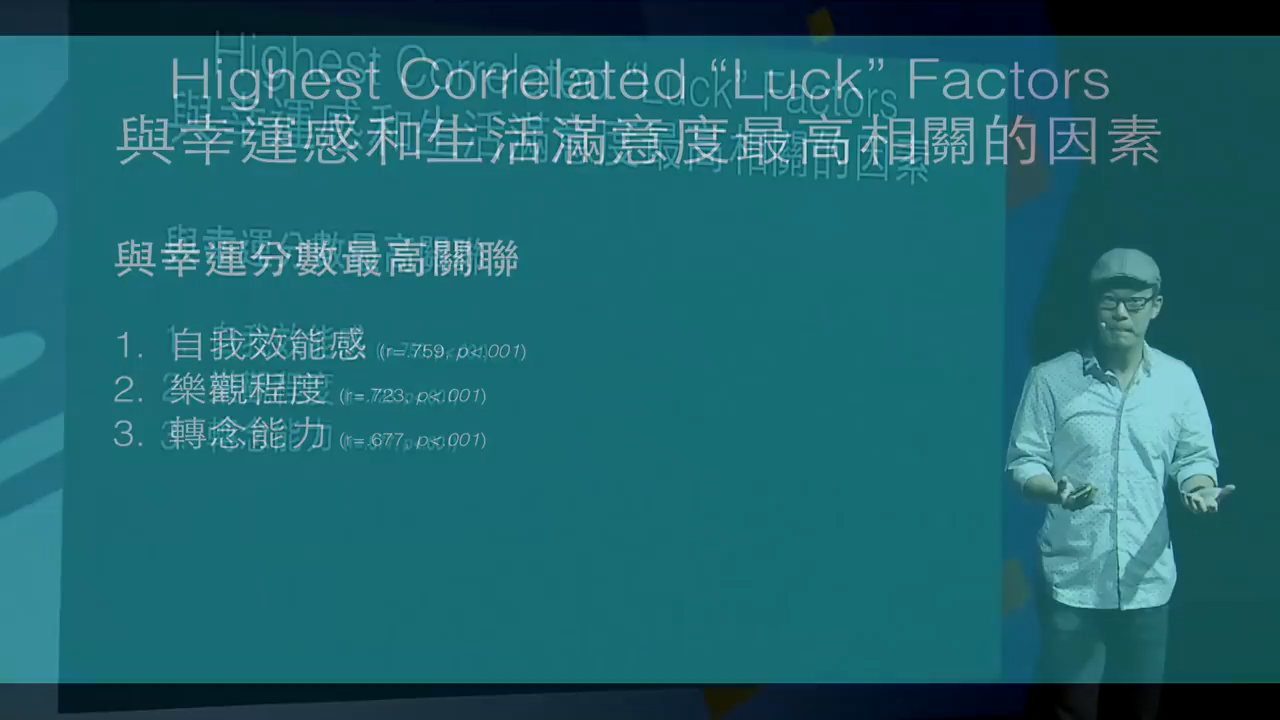 Highest Correlated “Luck” Factors
與幸運感和生活滿意度最高相關的因素
與幸運分數最高關聯
1. 自我效能感 (r=.759, p<.001)
2. 樂觀程度 (r=.723, p<.001)
3. 轉念能力 (r=.677, p<.001)